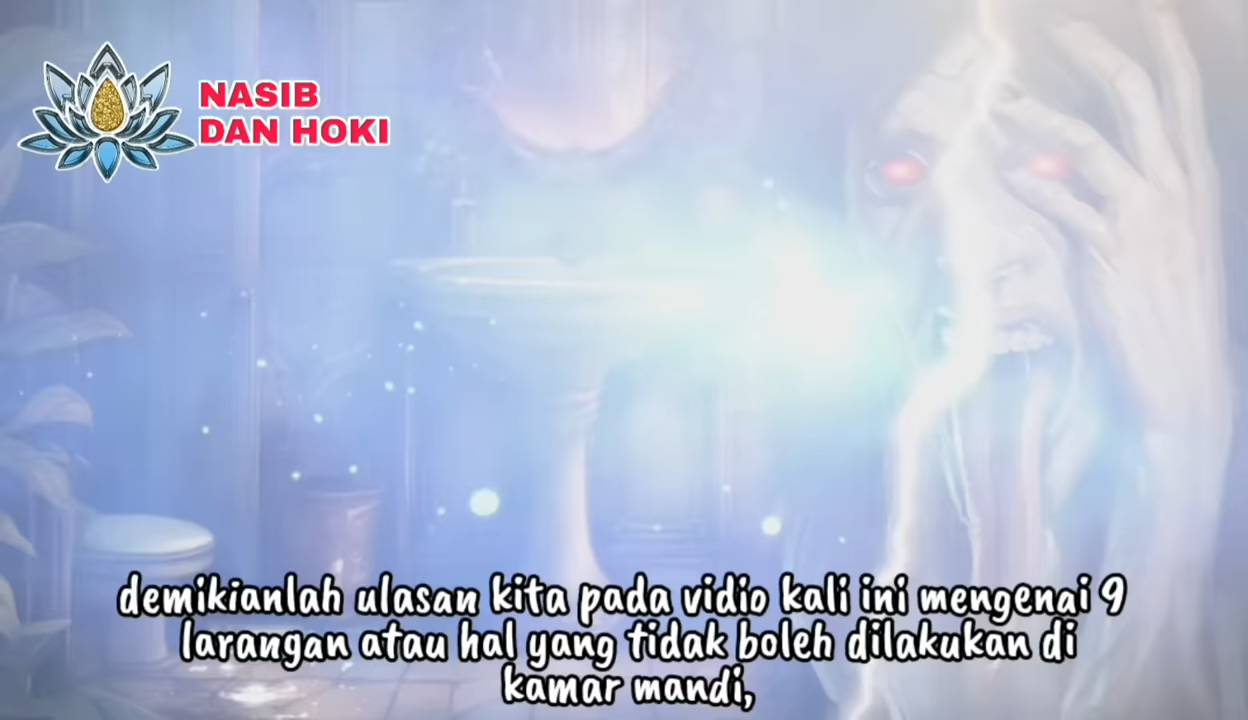 NASIB
DAN HOKI
demikianlah ulasan kita pada vidio kali ini mengenai 9
larangan atau hal yang tidak boleh dilakukan di
kamar mandi,